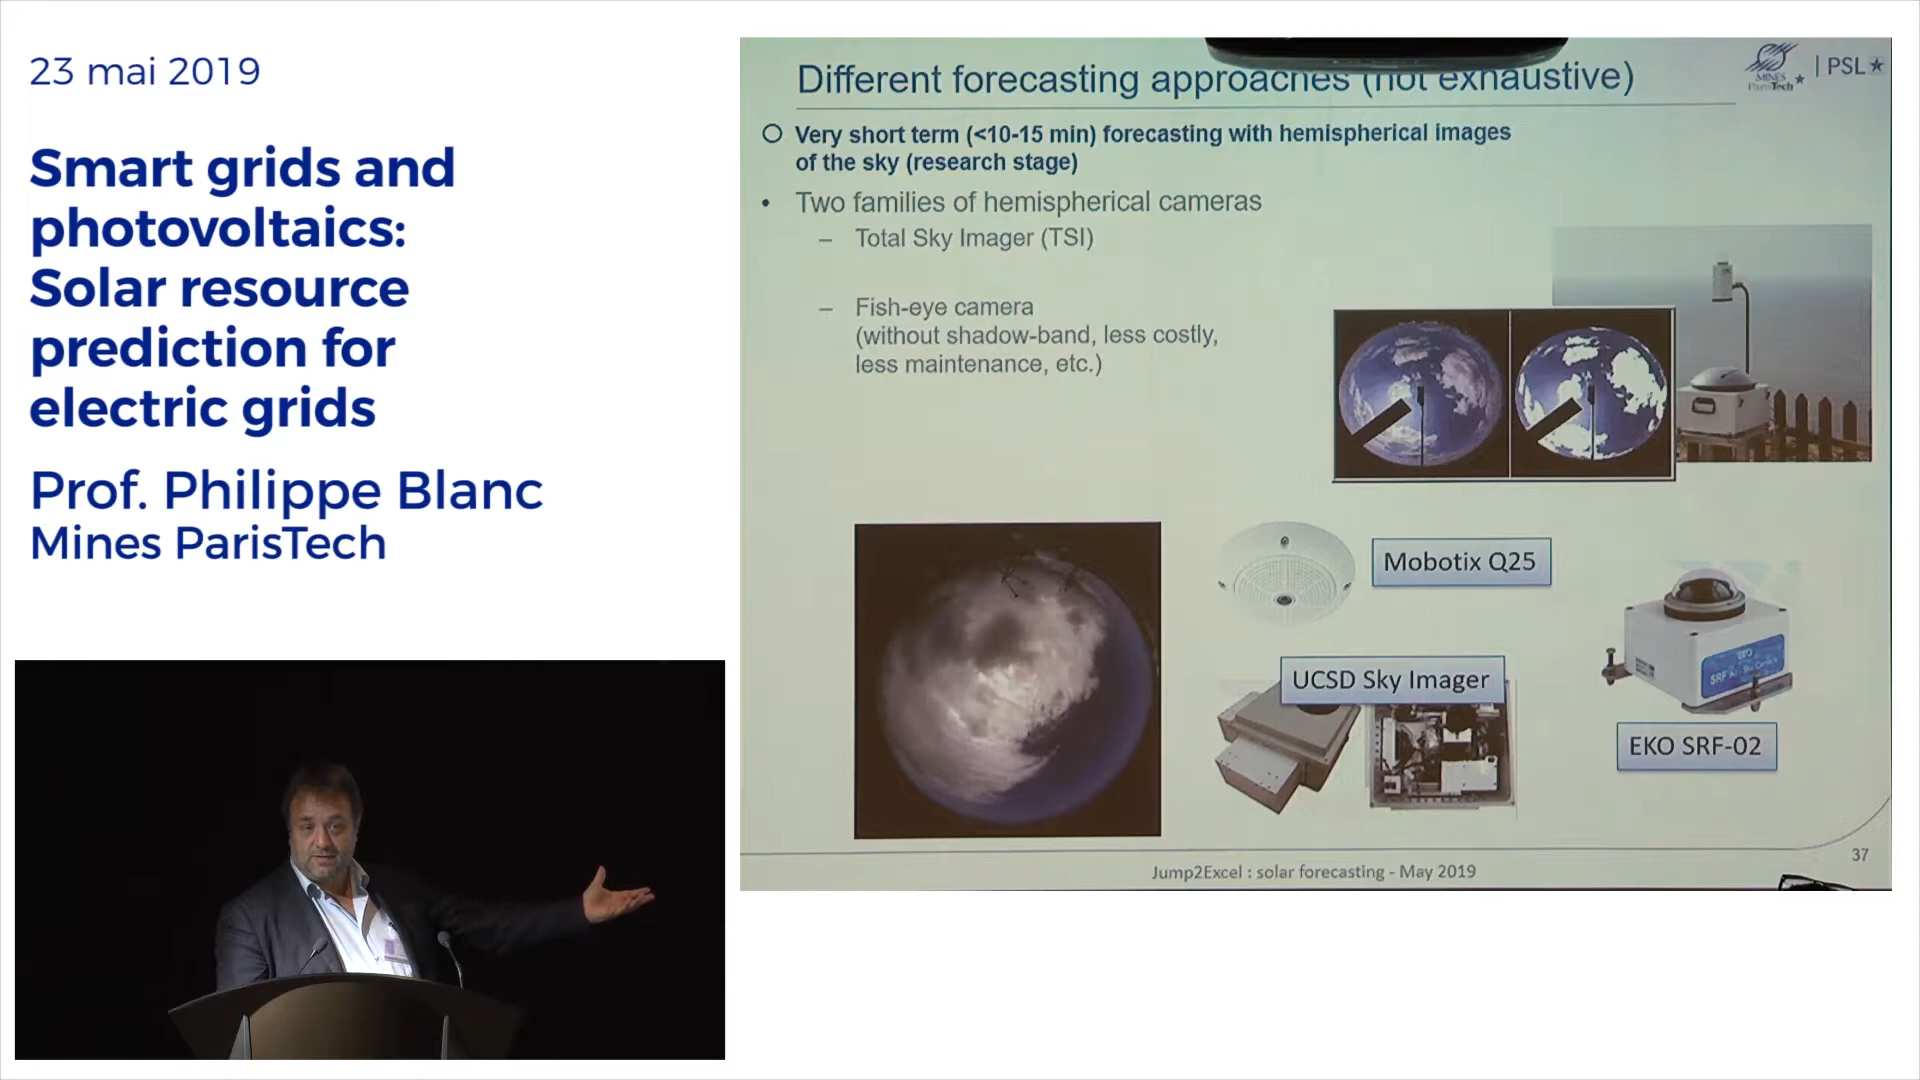 23 mai 2019
Smart grids and
photovoltaics:
Solar resource
prediction for
electric grids
Prof. Philippe Blanc
Mines ParisTech
Different forecasting approaches (not exhaustive)
MINES
ParisTech
PSL
Very short term (<10-15 min) forecasting with hemispherical images
of the sky (research stage)
• Two families of hemispherical cameras
– Total Sky Imager (TSI)
– Fish-eye camera
(without shadow-band, less costly,
less maintenance, etc.)
Mobotix Q25
UCSD Sky Imager
EKO SRF-02
Jump2Excel : solar forecasting - May 2019
37